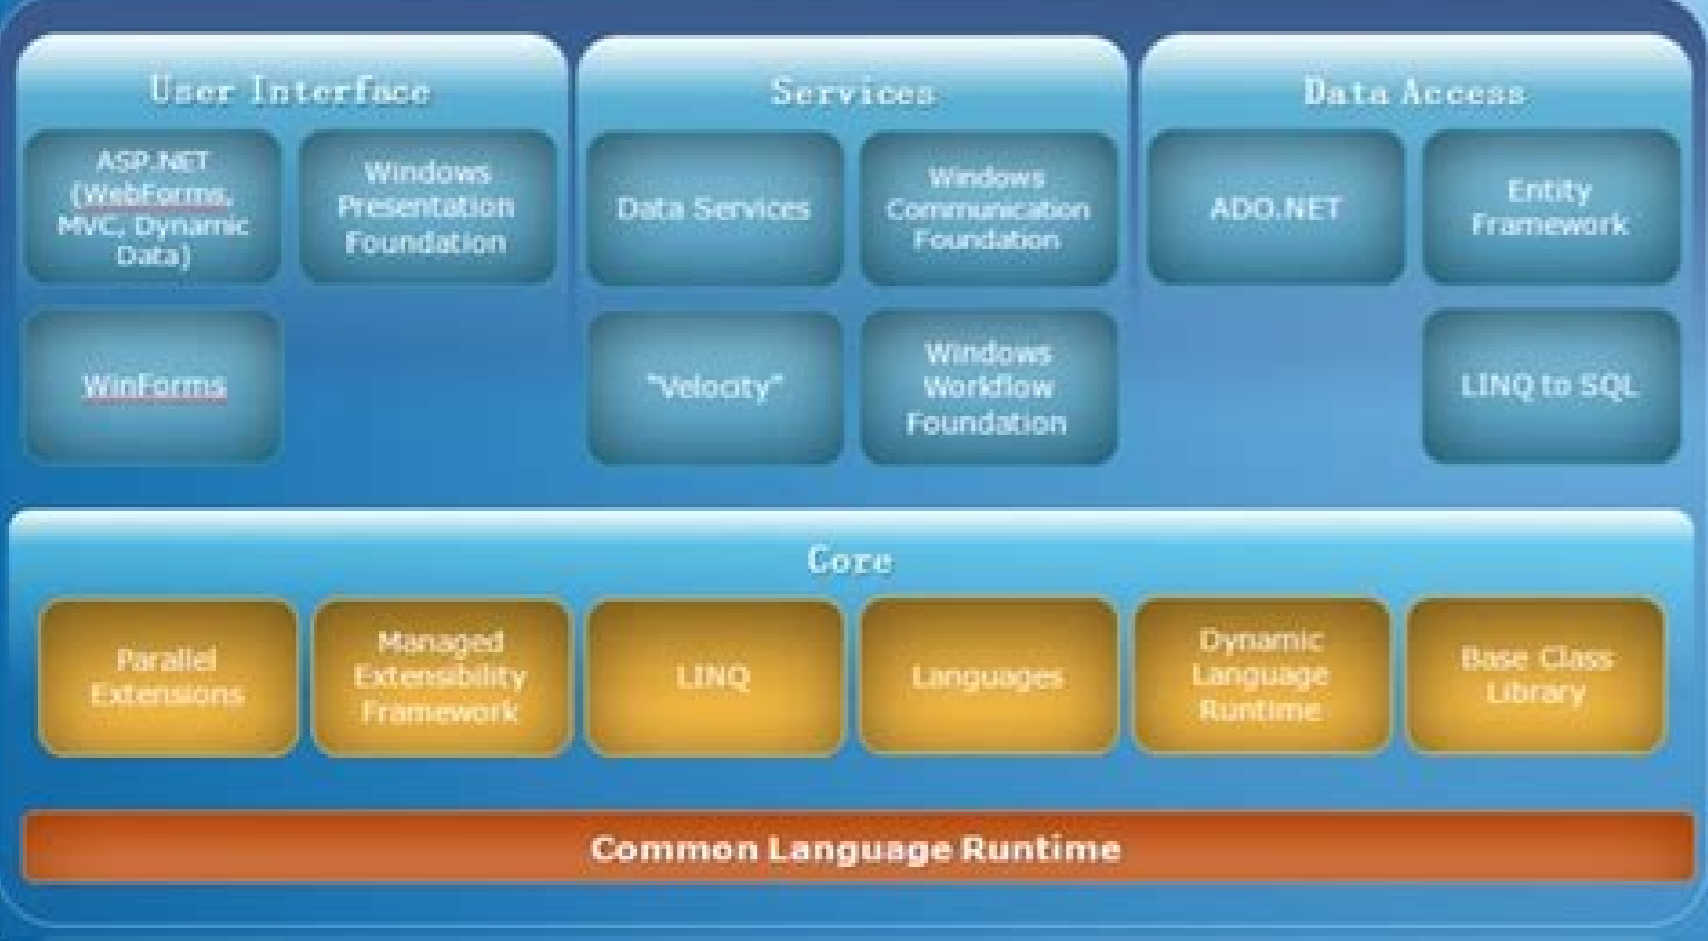 User Interface
ASP.NET
(WebForms,
MVC, Dynamic
Data)
Windows
Presentation
Foundation
WinForms
Services
Data Services
Windows
Communication
Foundation
"Velocity"
Windows
Workflow
Foundation
Data Access
ADO.NET
Entity
Framework
LINQ to SQL
Core
Parallel
Extensions
Managed
Extensibility
Framework
LINQ
Languages
Dynamic
Language
Runtime
Base Class
Library
Common Language Runtime